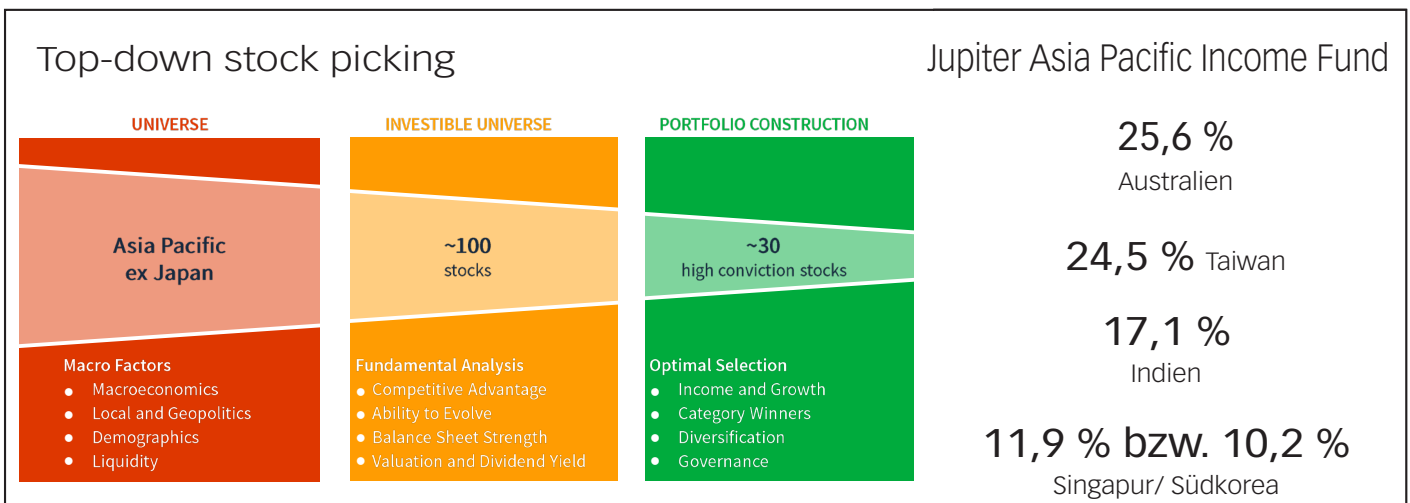 Top-down stock picking
UNIVERSE
Asia Pacific
ex Japan
Macro Factors
● Macroeconomics
● Local and Geopolitics
● Demographics
● Liquidity
INVESTIBLE UNIVERSE
~100
stocks
Fundamental Analysis
● Competitive Advantage
● Ability to Evolve
● Balance Sheet Strength
● Valuation and Dividend Yield
PORTFOLIO CONSTRUCTION
~30
high conviction stocks
Optimal Selection
● Income and Growth
● Category Winners
● Diversification
● Governance
Jupiter Asia Pacific Income Fund
25,6 %
Australien
24,5 % Taiwan
17,1 %
Indien
11,9 % bzw. 10,2 %
Singapur/ Südkorea